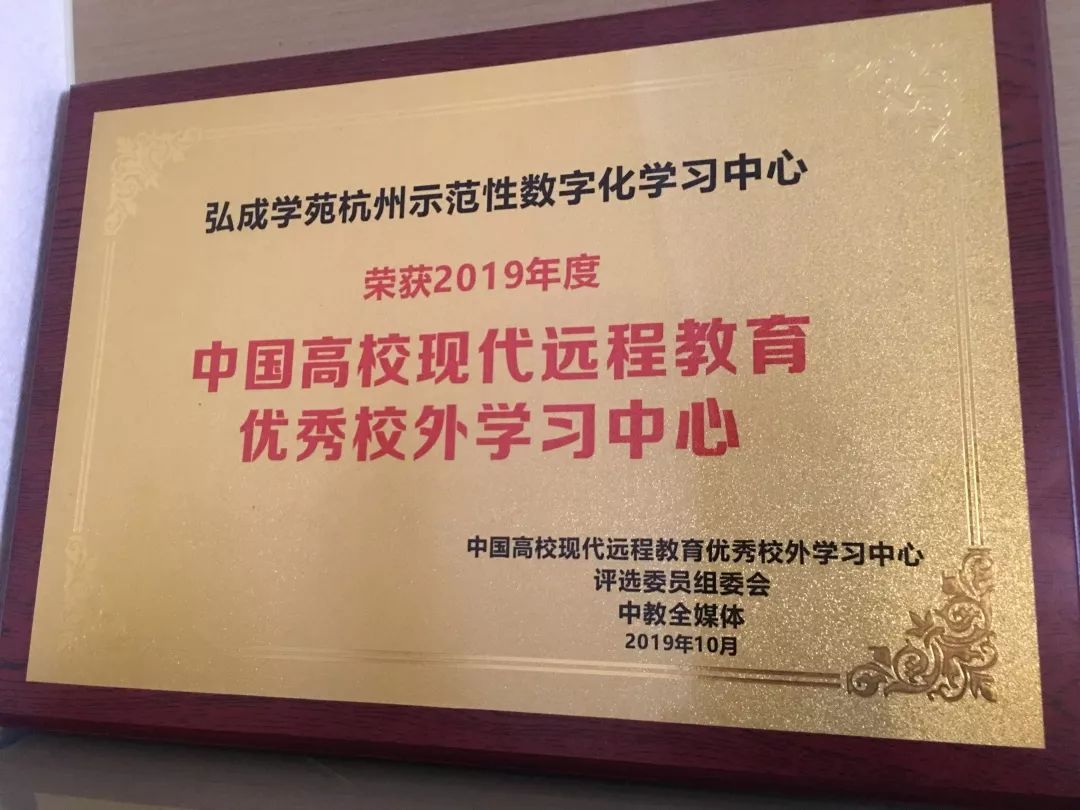 弘成学苑杭州示范性数字化学习中心
荣获2019年度
中国高校现代远程教育
优秀校外学习中心
中国高校现代远程教育优秀校外学习中心
评选委员组委会
中教全媒体
2019年10月